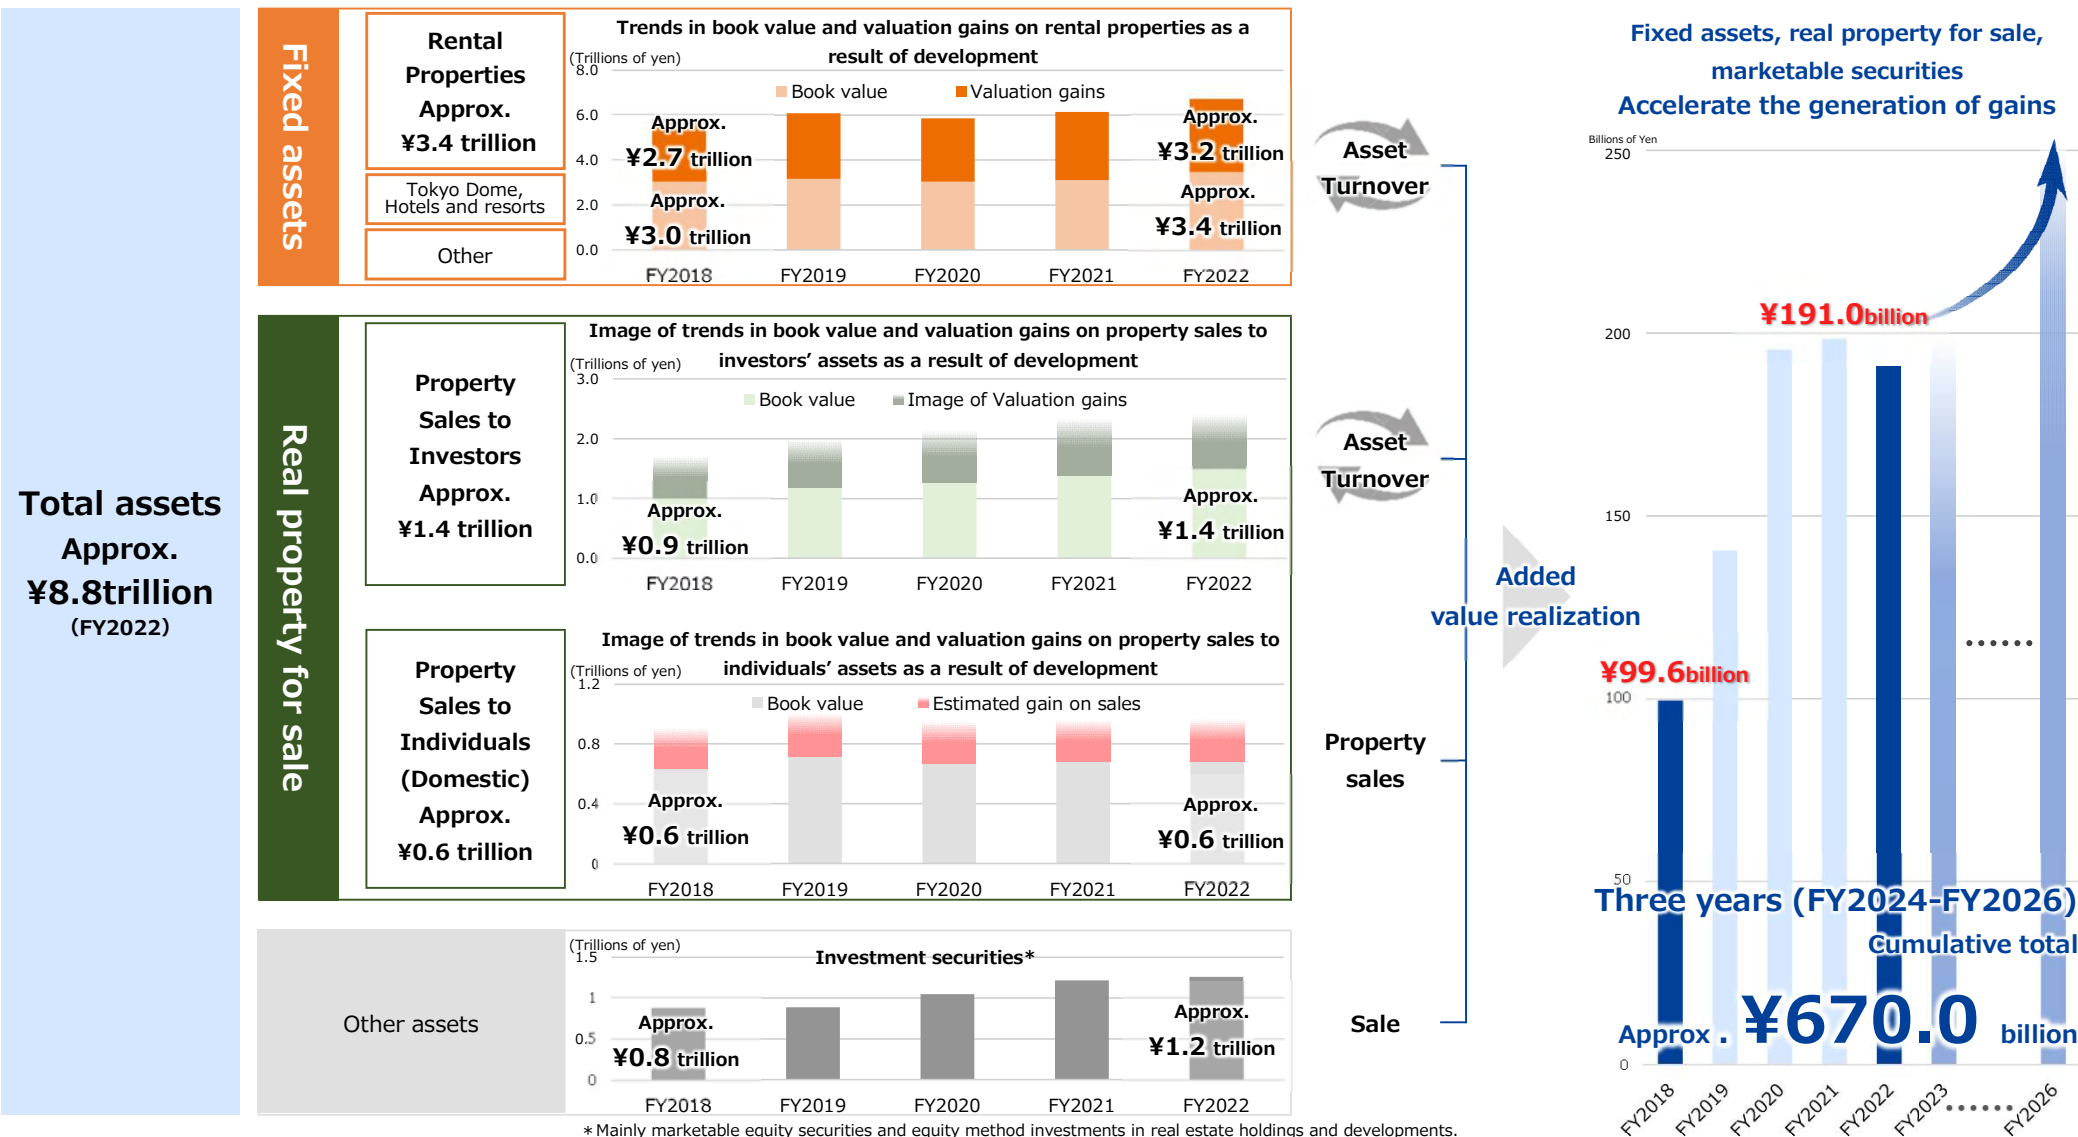 Total assets
Approx.
¥8.8trillion
(FY2022)
Fixed assets
Rental
Properties
Approx.
¥3.4 trillion
Tokyo Dome,
Hotels and resorts
Other
Trends in book value and valuation gains on rental properties as a
result of development
(Trillions of yen)
8.0
6.0
4.0
2.0
0.0
Book value
Valuation gains
Approx.
¥2.7 trillion
Approx.
¥3.0 trillion
Approx.
¥3.2 trillion
Approx.
¥3.4 trillion
FY2018
FY2019
FY2020
FY2021
FY2022
Real property for sale
Property
Sales to
Investors
Approx.
¥1.4 trillion
Image of trends in book value and valuation gains on property sales to
investors’ assets as a result of development
(Trillions of yen)
3.0
2.0
1.0
0.0
Book value
Image of Valuation gains
Approx.
¥0.9 trillion
Approx.
¥1.4 trillion
FY2018
FY2019
FY2020
FY2021
FY2022
Property
Sales to
Individuals
(Domestic)
Approx.
¥0.6 trillion
Image of trends in book value and valuation gains on property sales to
individuals’ assets as a result of development
(Trillions of yen)
1.2
0.8
0.4
0
Book value
Estimated gain on sales
Approx.
¥0.6 trillion
Approx.
¥0.6 trillion
FY2018
FY2019
FY2020
FY2021
FY2022
Other assets
(Trillions of yen)
Investment securities*
1.5
1
0.5
0
Approx.
¥0.8 trillion
Approx.
¥1.2 trillion
FY2018
FY2019
FY2020
FY2021
FY2022
* Mainly marketable equity securities and equity method investments in real estate holdings and developments.
Asset
Turnover
Asset
Turnover
Property
sales
Sale
Added
value realization
Fixed assets, real property for sale,
marketable securities
Accelerate the generation of gains
Billions of Yen
250
200
150
100
50
0
¥191.0billion
¥99.6billion
......
Three years (FY2024-FY2026)
Cumulative total
Approx. ¥670.0 billion
FY2018
FY2019
FY2020
FY2021
FY2022
FY2023
......
FY2026